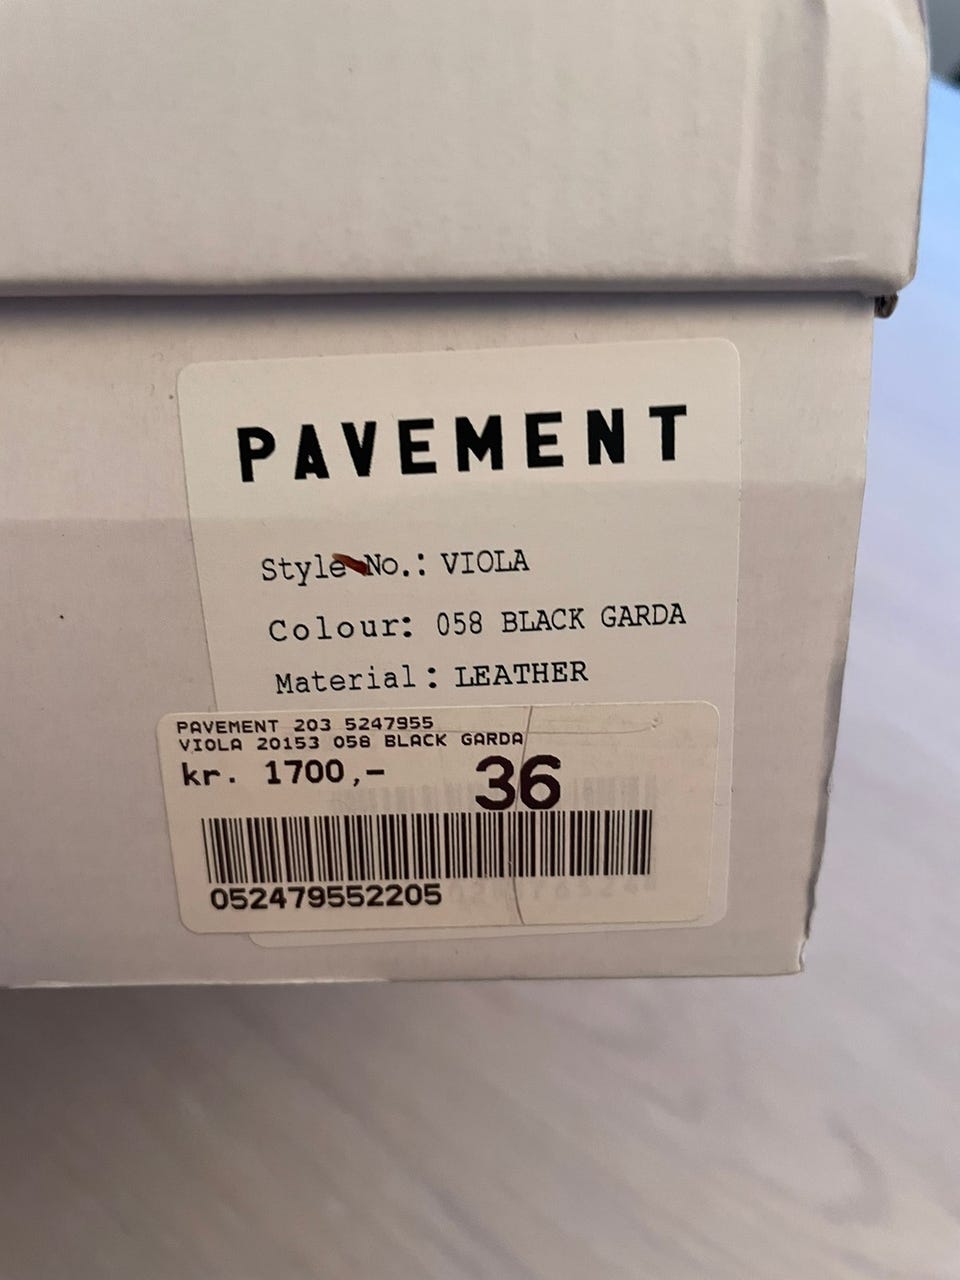 PAVEMENT
Style No.: VIOLA
Colour: 058 BLACK GARDA
Material: LEATHER
PAVEMENT 203 5247955
VIOLA 20153 058 BLACK GARDA
kr. 1700,- 36
052479552205